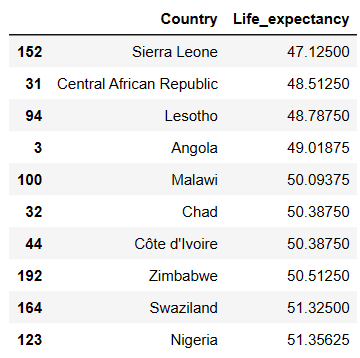 Country Life_expectancy
152 Sierra Leone 47.12500
31 Central African Republic 48.51250
94 Lesotho 48.78750
3 Angola 49.01875
100 Malawi 50.09375
32 Chad 50.38750
44 Côte d'Ivoire 50.38750
192 Zimbabwe 50.51250
164 Swaziland 51.32500
123 Nigeria 51.35625